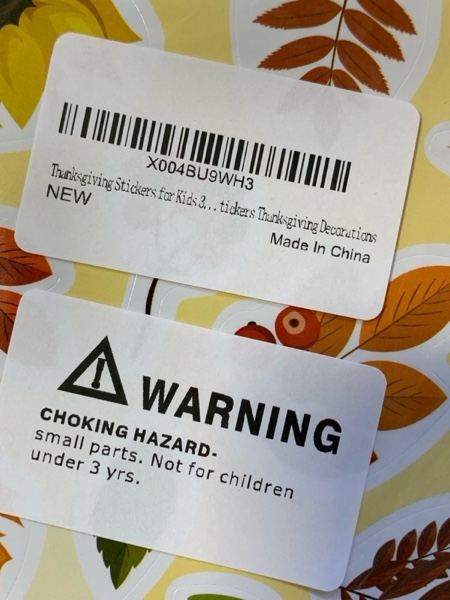 X004BU9WH3
Thanksgiving Stickers for Kids 3...tickers Thanksgiving Decorations
NEW
Made In China
WARNING
CHOKING HAZARD-
small parts. Not for children
under 3 yrs.